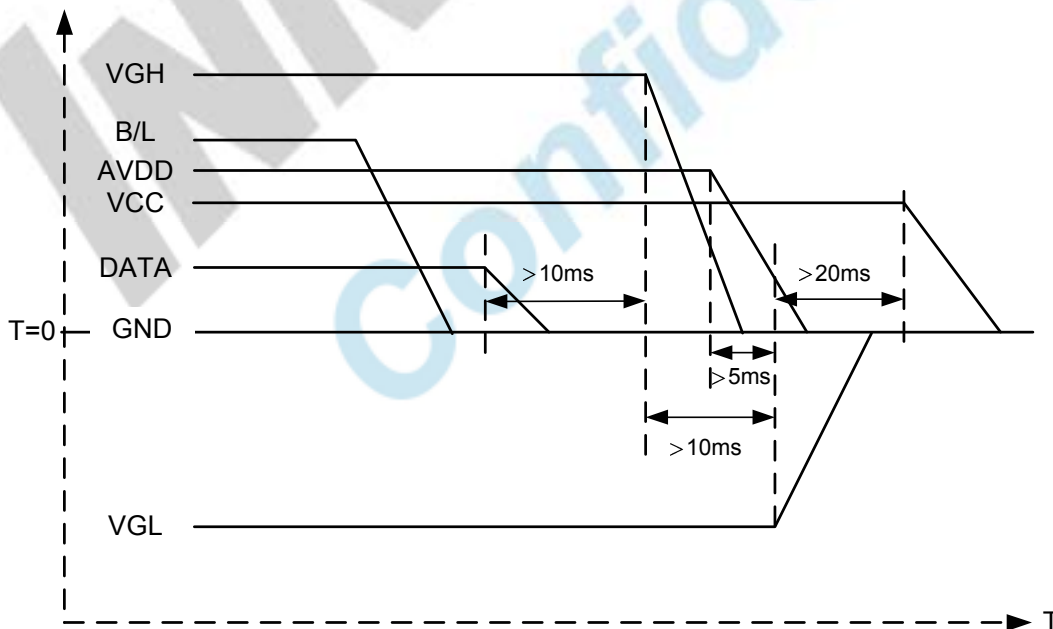 VGH
B/L
AVDD
VCC
DATA
>10ms
>20ms
T=0
GND
>5ms
>10ms
VGL
T